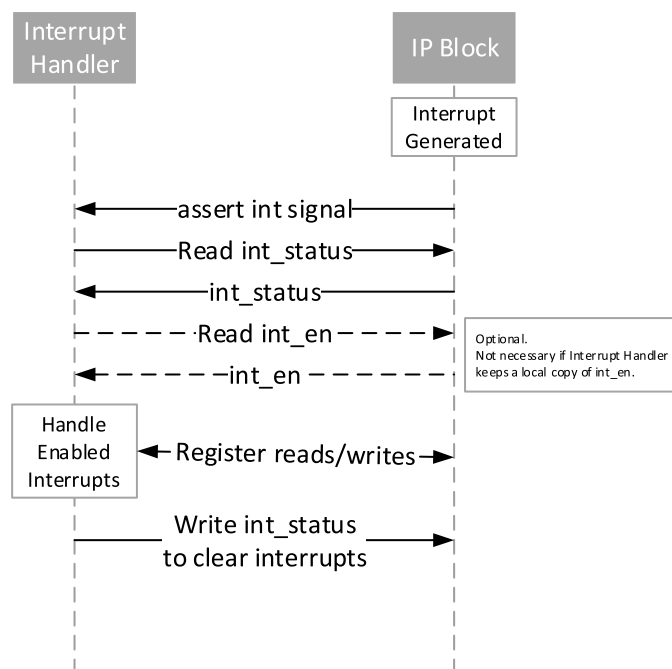 Interrupt
Handler
IP Block
Interrupt
Generated
assert int signal
Read int_status
int_status
Read int_en
Optional.
Not necessary if Interrupt Handler
keeps a local copy of int_en.
int_en
Handle
Enabled
Interrupts
Register reads/writes
Write int_status
to clear interrupts